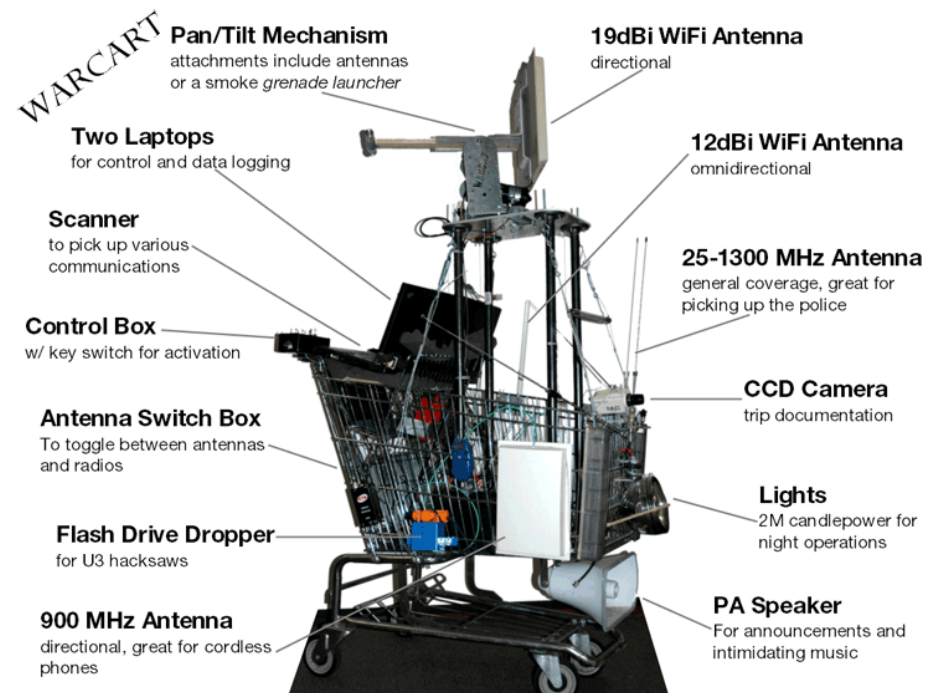 WARCART
Pan/Tilt Mechanism
attachments include antennas
or a smoke grenade launcher
19dBi WiFi Antenna
directional
Two Laptops
for control and data logging
12dBi WiFi Antenna
omnidirectional
Scanner
to pick up various
communications
25-1300 MHz Antenna
general coverage, great for
picking up the police
Control Box
w/ key switch for activation
CCD Camera
trip documentation
Antenna Switch Box
To toggle between antennas
and radios
Lights
2M candlepower for
night operations
Flash Drive Dropper
for U3 hacksaws
900 MHz Antenna
directional, great for cordless
phones
PA Speaker
For announcements and
intimidating music